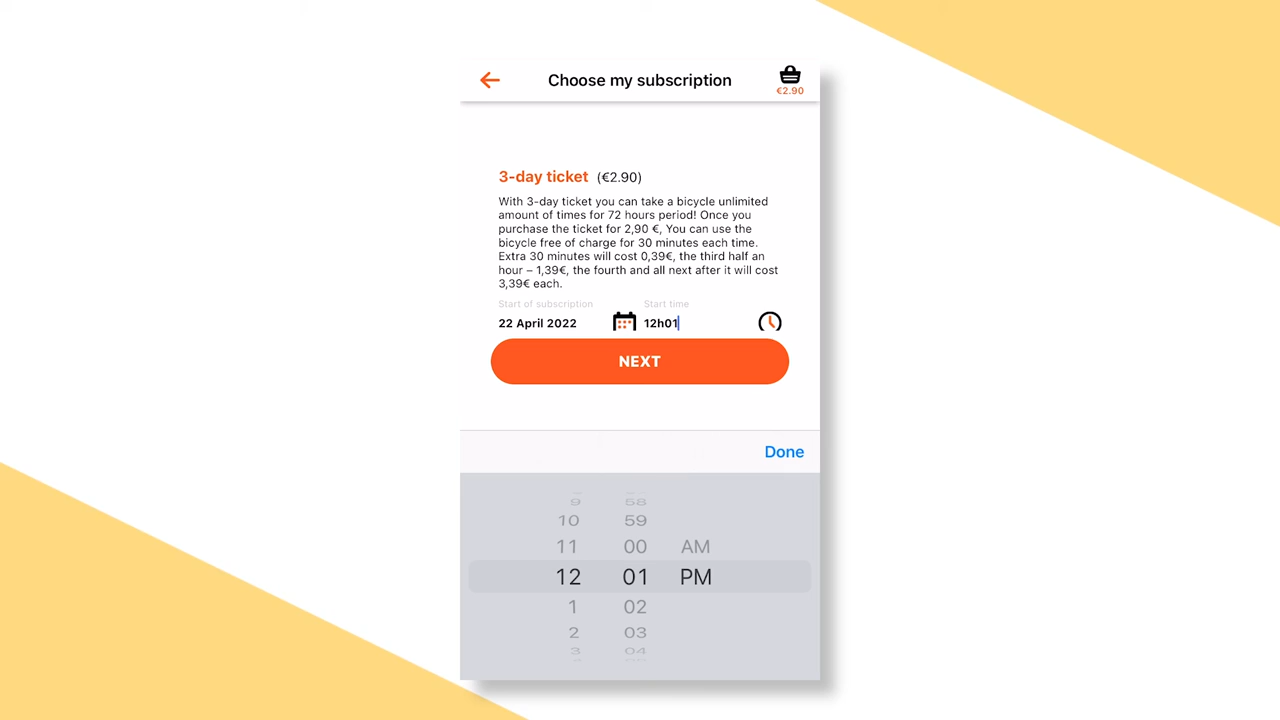 Choose my subscription
€2.90
3-day ticket (€2.90)
With 3-day ticket you can take a bicycle unlimited
amount of times for 72 hours period! Once you
purchase the ticket for 2,90 €, You can use the
bicycle free of charge for 30 minutes each time.
Extra 30 minutes will cost 0,39€, the third half an
hour – 1,39€, the fourth and all next after it will cost
3,39€ each.
Start of subscription Start time
22 April 2022 12h01
NEXT
Done
9 58
10 59
11 00 AM
12 01 PM
1 02
2 03
3 04